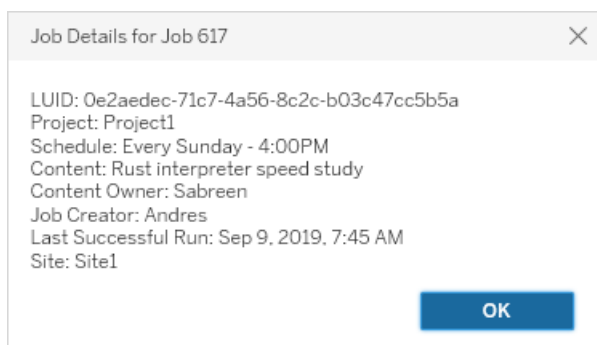 Job Details for Job 617
LUID: 0e2aedec-71c7-4a56-8c2c-b03c47cc5b5a
Project: Project1
Schedule: Every Sunday - 4:00PM
Content: Rust interpreter speed study
Content Owner: Sabreen
Job Creator: Andres
Last Successful Run: Sep 9, 2019, 7:45 AM
Site: Site1
OK